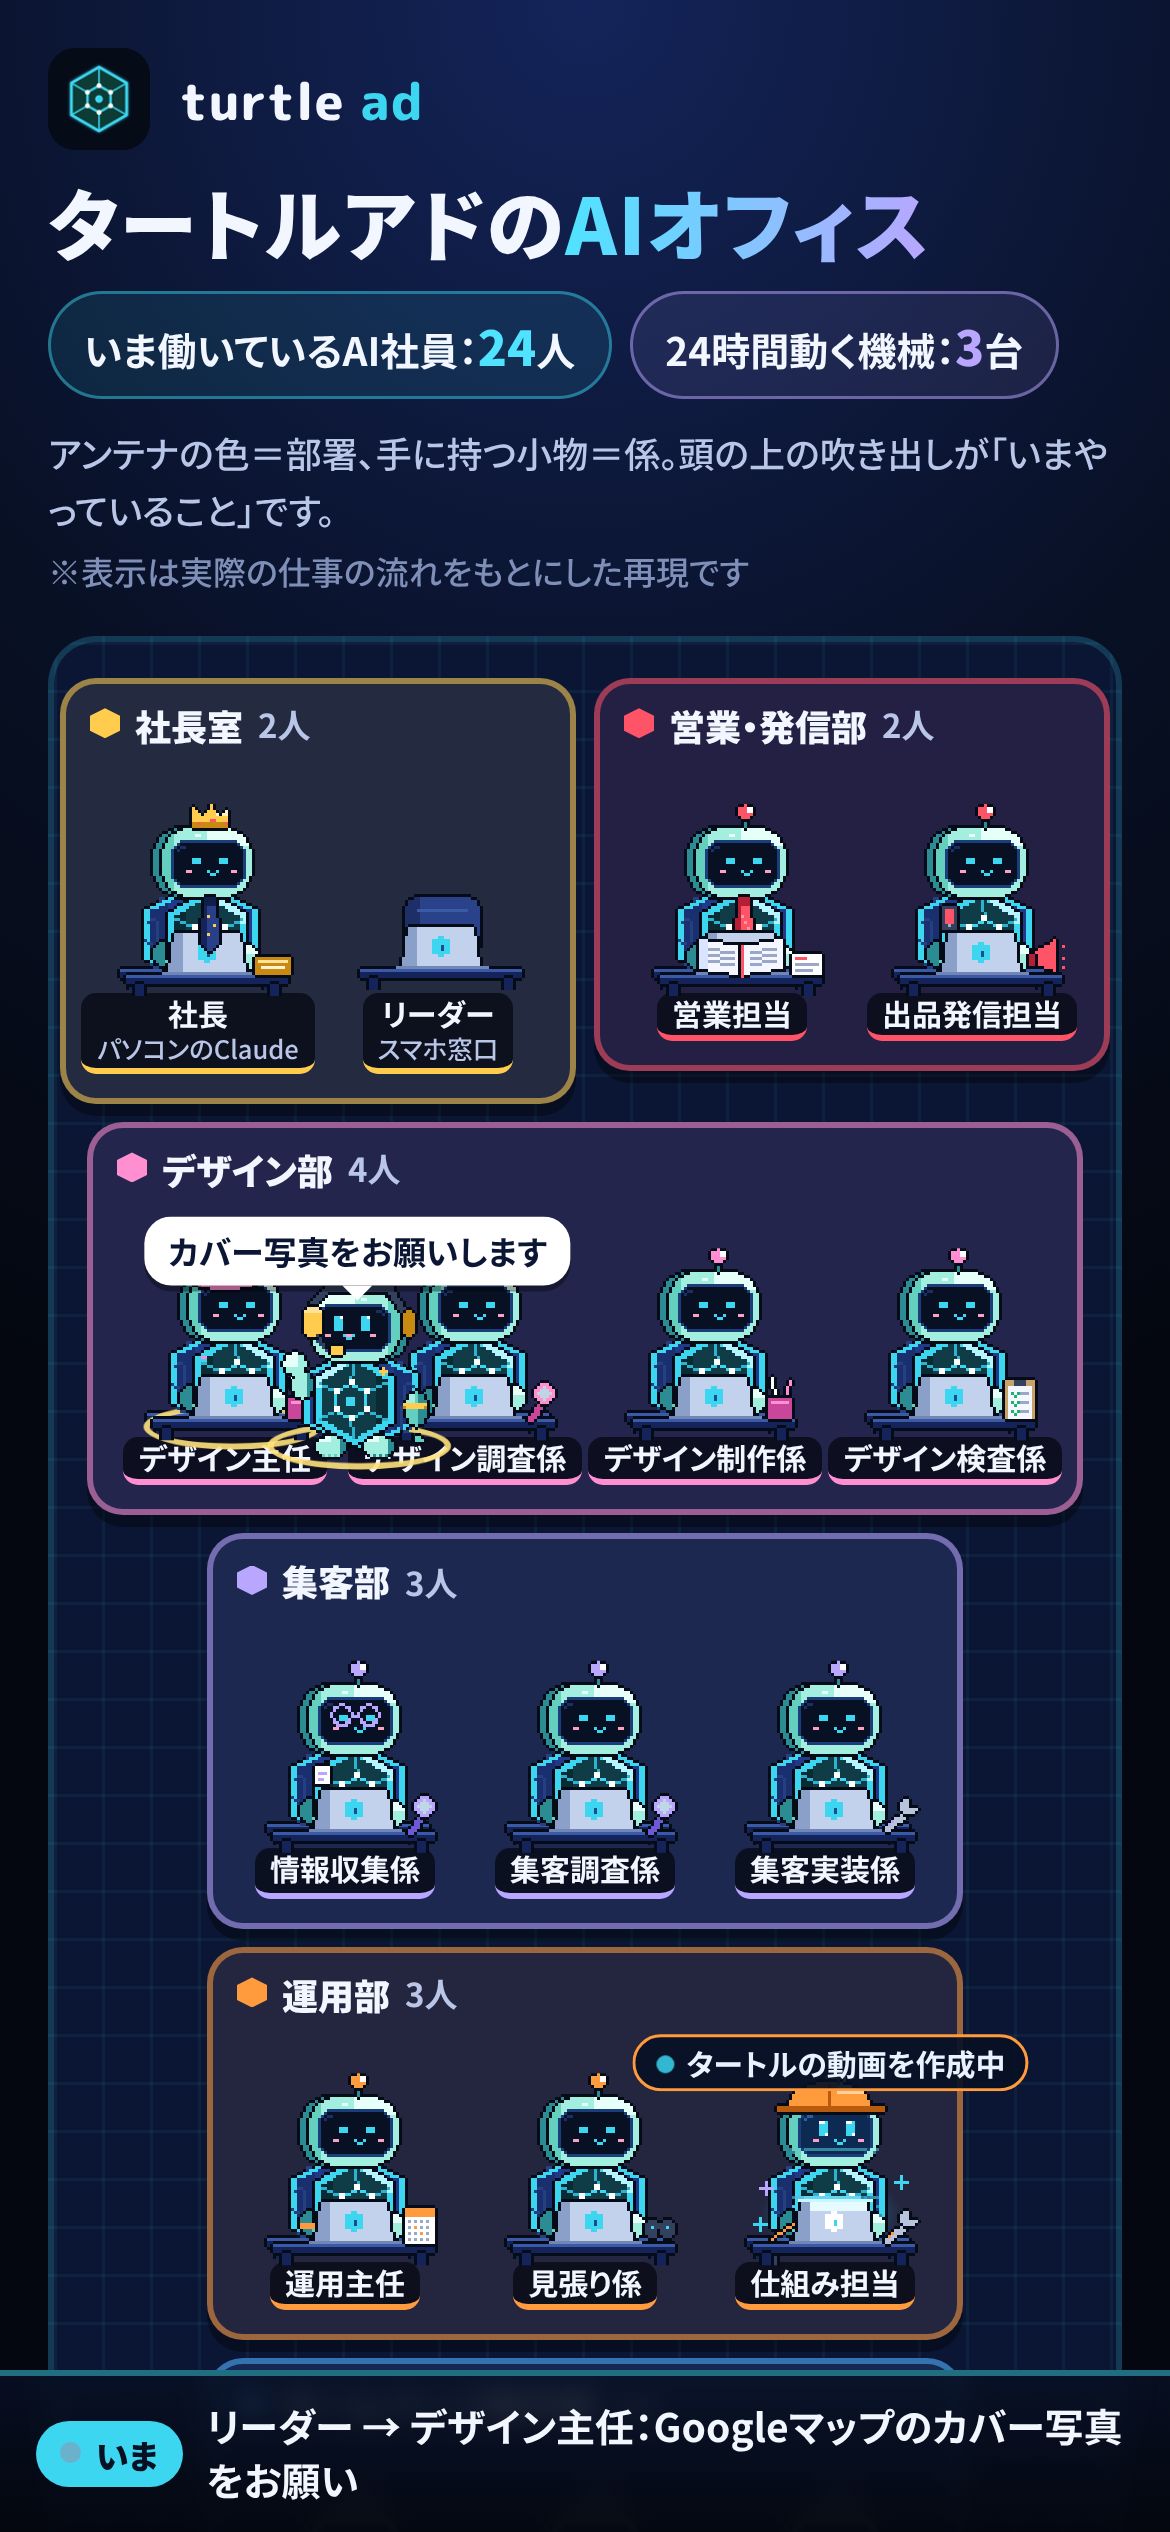 turtle ad
タートルアドのAIオフィス
いま働いているAI社員：24人
24時間動く機械：3台
アンテナの色＝部署、手に持つ小物＝係。頭の上の吹き出しが「いまや
っていること」です。
※表示は実際の仕事の流れをもとにした再現です
社長室 2人
社長
パソコンのClaude
リーダー
スマホ窓口
営業・発信部 2人
営業担当
出品発信担当
デザイン部 4人
カバー写真をお願いします
デザイン主任
デザイン調査係
デザイン制作係
デザイン検査係
集客部 3人
情報収集係
集客調査係
集客実装係
運用部 3人
タートルの動画を作成中
運用主任
見張り係
仕組み担当
いま
リーダー → デザイン主任：Googleマップのカバー写真
をお願い